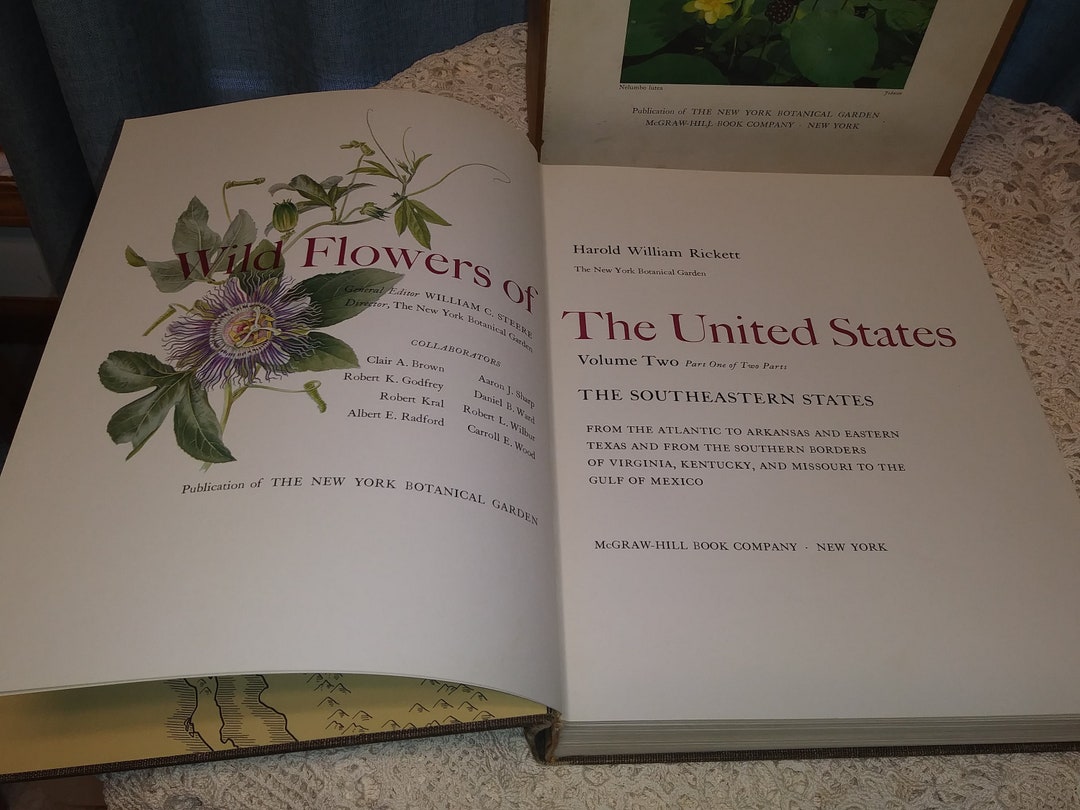 Nelumbo lutea
Publication of THE NEW YORK BOTANICAL GARDEN
McGRAW-HILL BOOK COMPANY · NEW YORK
Wild Flowers of
General Editor WILLIAM C. STEERE
Director, The New York Botanical Garden
COLLABORATORS
Clair A. Brown
Robert K. Godfrey
Robert Kral
Albert E. Radford
Aaron J. Sharp
Daniel B. Ward
Robert L. Wilbur
Carroll E. Wood
Publication of THE NEW YORK BOTANICAL GARDEN
Harold William Rickett
The New York Botanical Garden
The United States
Volume Two Part One of Two Parts
THE SOUTHEASTERN STATES
FROM THE ATLANTIC TO ARKANSAS AND EASTERN
TEXAS AND FROM THE SOUTHERN BORDERS
OF VIRGINIA, KENTUCKY, AND MISSOURI TO THE
GULF OF MEXICO
McGRAW-HILL BOOK COMPANY · NEW YORK